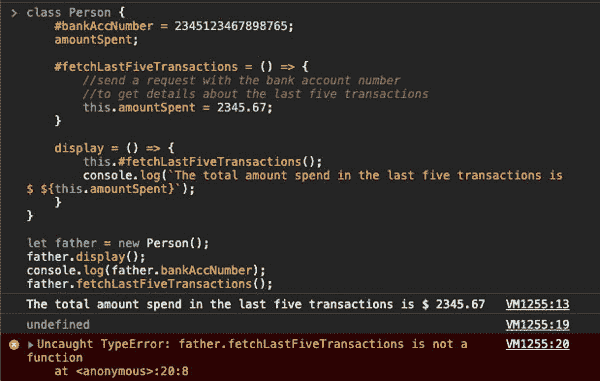 > class Person {
#bankAccNumber = 2345123467898765;
amountSpent;
#fetchLastFiveTransactions = () => {
//send a request with the bank account number
//to get details about the last five transactions
this.amountSpent = 2345.67;
}
display = () => {
this.#fetchLastFiveTransactions();
console.log(`The total amount spend in the last five transactions is
$ ${this.amountSpent}`);
}
}
let father = new Person();
father.display();
console.log(father.bankAccNumber);
father.fetchLastFiveTransactions();
The total amount spend in the last five transactions is $ 2345.67 VM1255:13
undefined VM1255:19
▶Uncaught TypeError: father.fetchLastFiveTransactions is not a VM1255:20
function
at <anonymous>:20:8